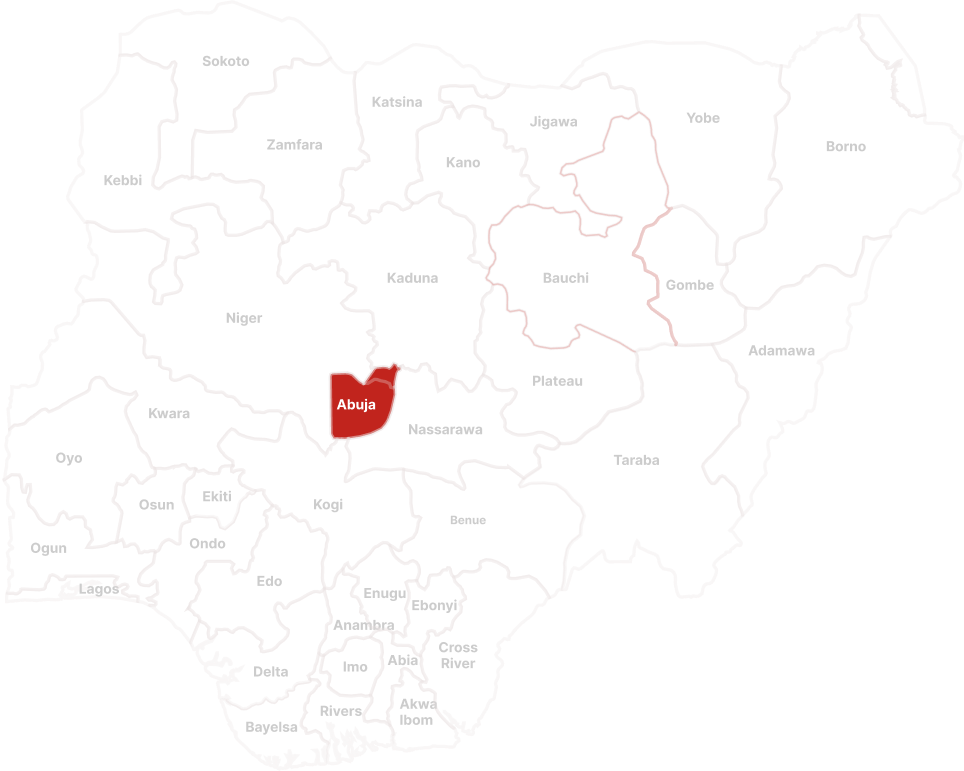 Sokoto
Katsina
Jigawa
Yobe
Borno
Zamfara
Kano
Kebbi
Kaduna
Bauchi
Gombe
Niger
Adamawa
Plateau
Abuja
Kwara
Nassarawa
Oyo
Taraba
Ekiti
Osun
Kogi
Benue
Ogun
Ondo
Edo
Lagos
Enugu
Ebonyi
Anambra
Cross
River
Abia
Imo
Delta
Rivers
Akwa
Ibom
Bayelsa